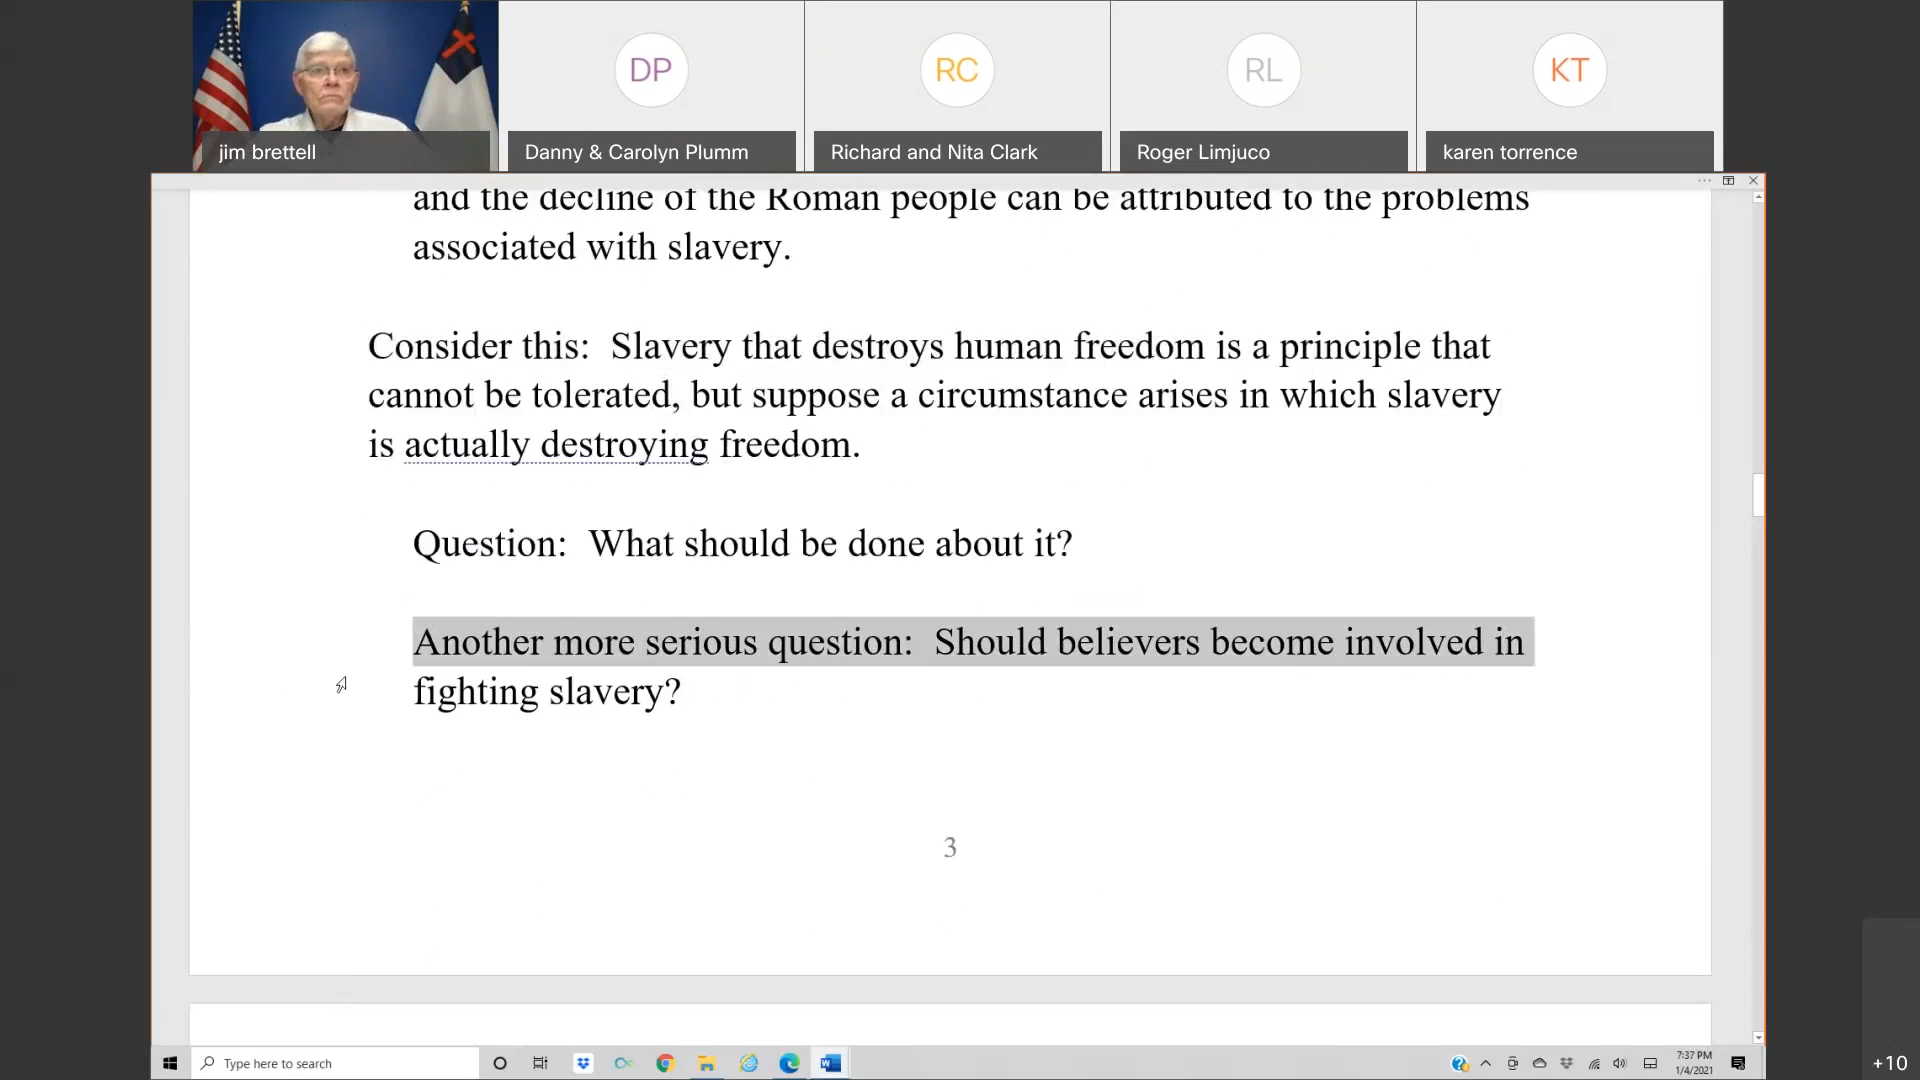 DP
RC
RL
KT
jim brettell
Danny & Carolyn Plumm
Richard and Nita Clark
Roger Limjuco
karen torrence
and the decline of the Roman people can be attributed to the problems
associated with slavery.
Consider this:  Slavery that destroys human freedom is a principle that
cannot be tolerated, but suppose a circumstance arises in which slavery
is actually destroying freedom.
Question:  What should be done about it?
Another more serious question:  Should believers become involved in
fighting slavery?
3
Type here to search
7:37 PM
1/4/2021
+10